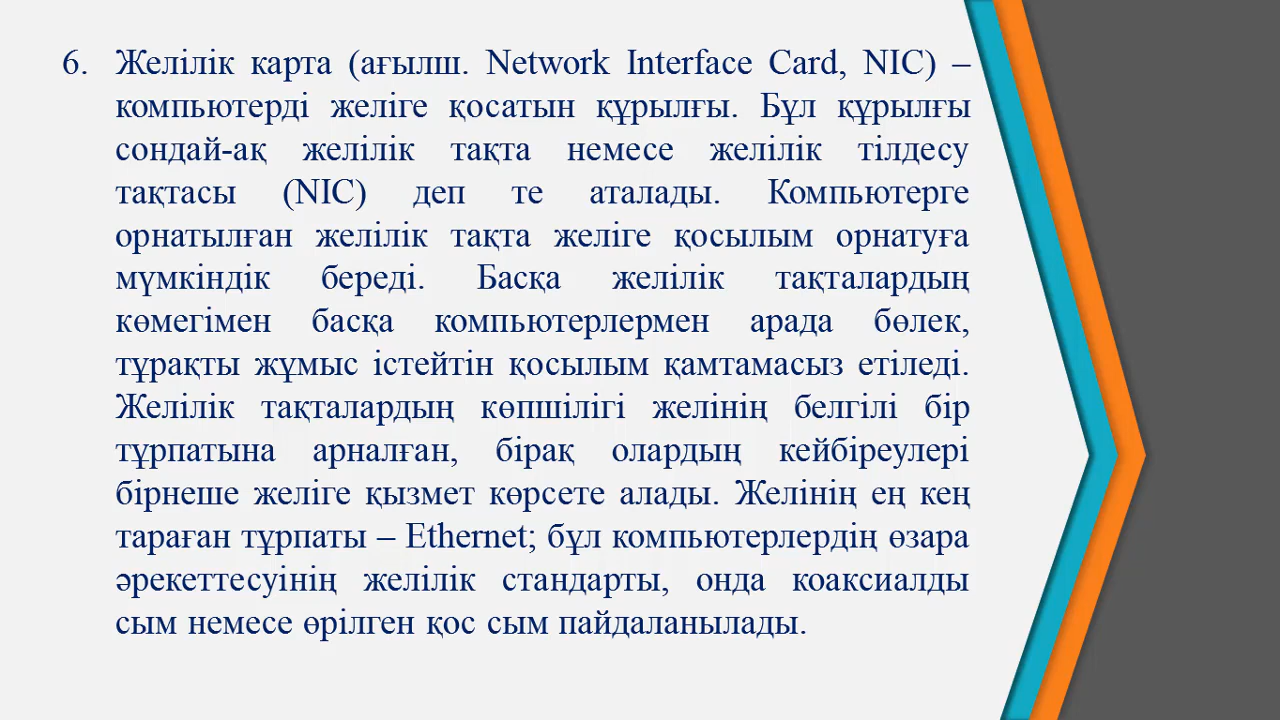 6. Желілік карта (ағылш. Network Interface Card, NIC) –
компьютерді желіге қосатын құрылғы. Бұл құрылғы
сондай-ақ желілік тақта немесе желілік тілдесу
тақтасы (NIC) деп те аталады. Компьютерге
орнатылған желілік тақта желіге қосылым орнатуға
мүмкіндік береді. Басқа желілік тақталардың
көмегімен басқа компьютерлермен арада бөлек,
тұрақты жұмыс істейтін қосылым қамтамасыз етіледі.
Желілік тақталардың көпшілігі желінің белгілі бір
тұрпатына арналған, бірақ олардың кейбіреулері
бірнеше желіге қызмет көрсете алады. Желінің ең кең
тараған тұрпаты – Ethernet; бұл компьютерлердің өзара
әрекеттесуінің желілік стандарты, онда коаксиалды
сым немесе өрілген қос сым пайдаланылады.